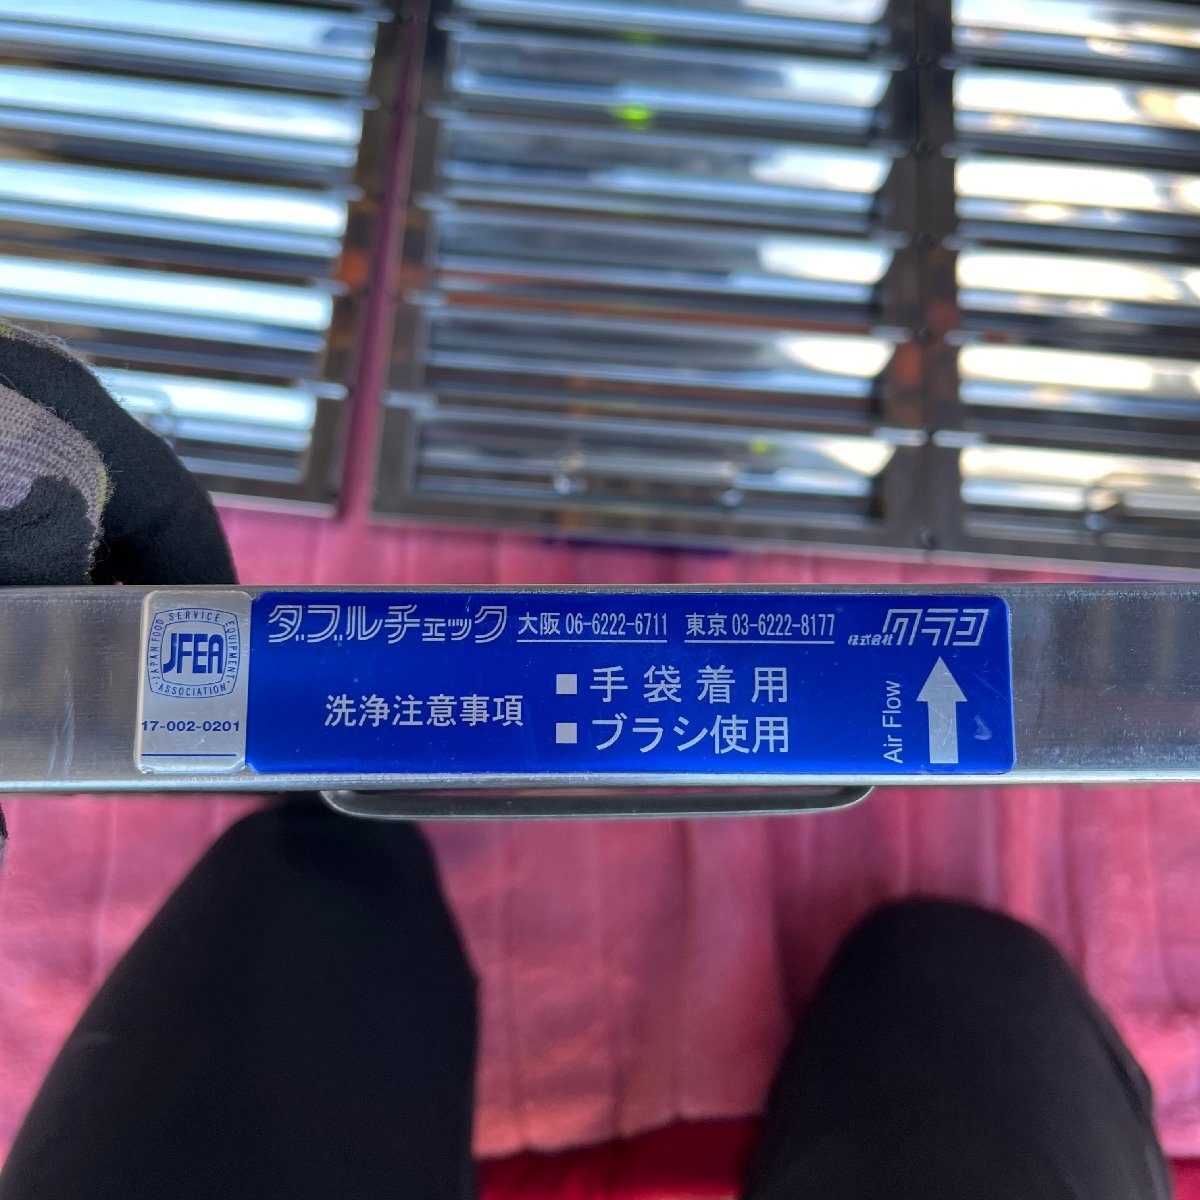 JAPAN FOOD SERVICE EQUIPMENT ASSOCIATION
JFEA
17-002-0201
ダブルチェック 大阪 06-6222-6711 東京 03-6222-8177 株式会社クラコ
洗浄注意事項
■手袋着用
■ブラシ使用
Air Flow